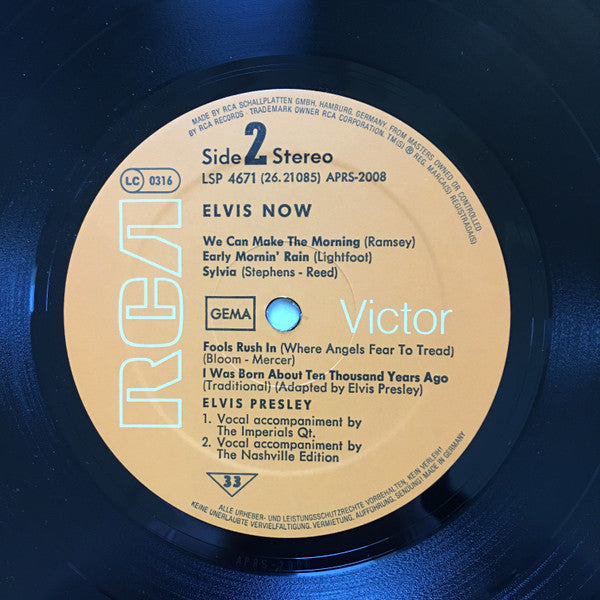 MADE BY RCA SCHALLPLATTEN GMBH, HAMBURG, GERMANY, FROM MASTERS OWNED OR CONTROLLED
BY RCA RECORDS · TRADEMARK OWNER RCA CORPORATION. TM(S) ® REG. MARCA(S) REGISTRADA(S)
Side 2 Stereo
LSP 4671 (26.21085) APRS-2008
LC 0316
ELVIS NOW
We Can Make The Morning (Ramsey)
Early Mornin' Rain (Lightfoot)
Sylvia (Stephens - Reed)
RCA
GEMA
Victor
Fools Rush In (Where Angels Fear To Tread)
(Bloom - Mercer)
I Was Born About Ten Thousand Years Ago
(Traditional) (Adapted by Elvis Presley)
ELVIS PRESLEY
1. Vocal accompaniment by
The Imperials Qt.
2. Vocal accompaniment by
The Nashville Edition
33
ALLE URHEBER- UND LEISTUNGSSCHUTZRECHTE VORBEHALTEN, KEIN VERLEIH!
KEINE UNERLAUBTE VERVIELFÄLTIGUNG, VERMIETUNG, AUFFÜHRUNG, SENDUNG! MADE IN GERMANY